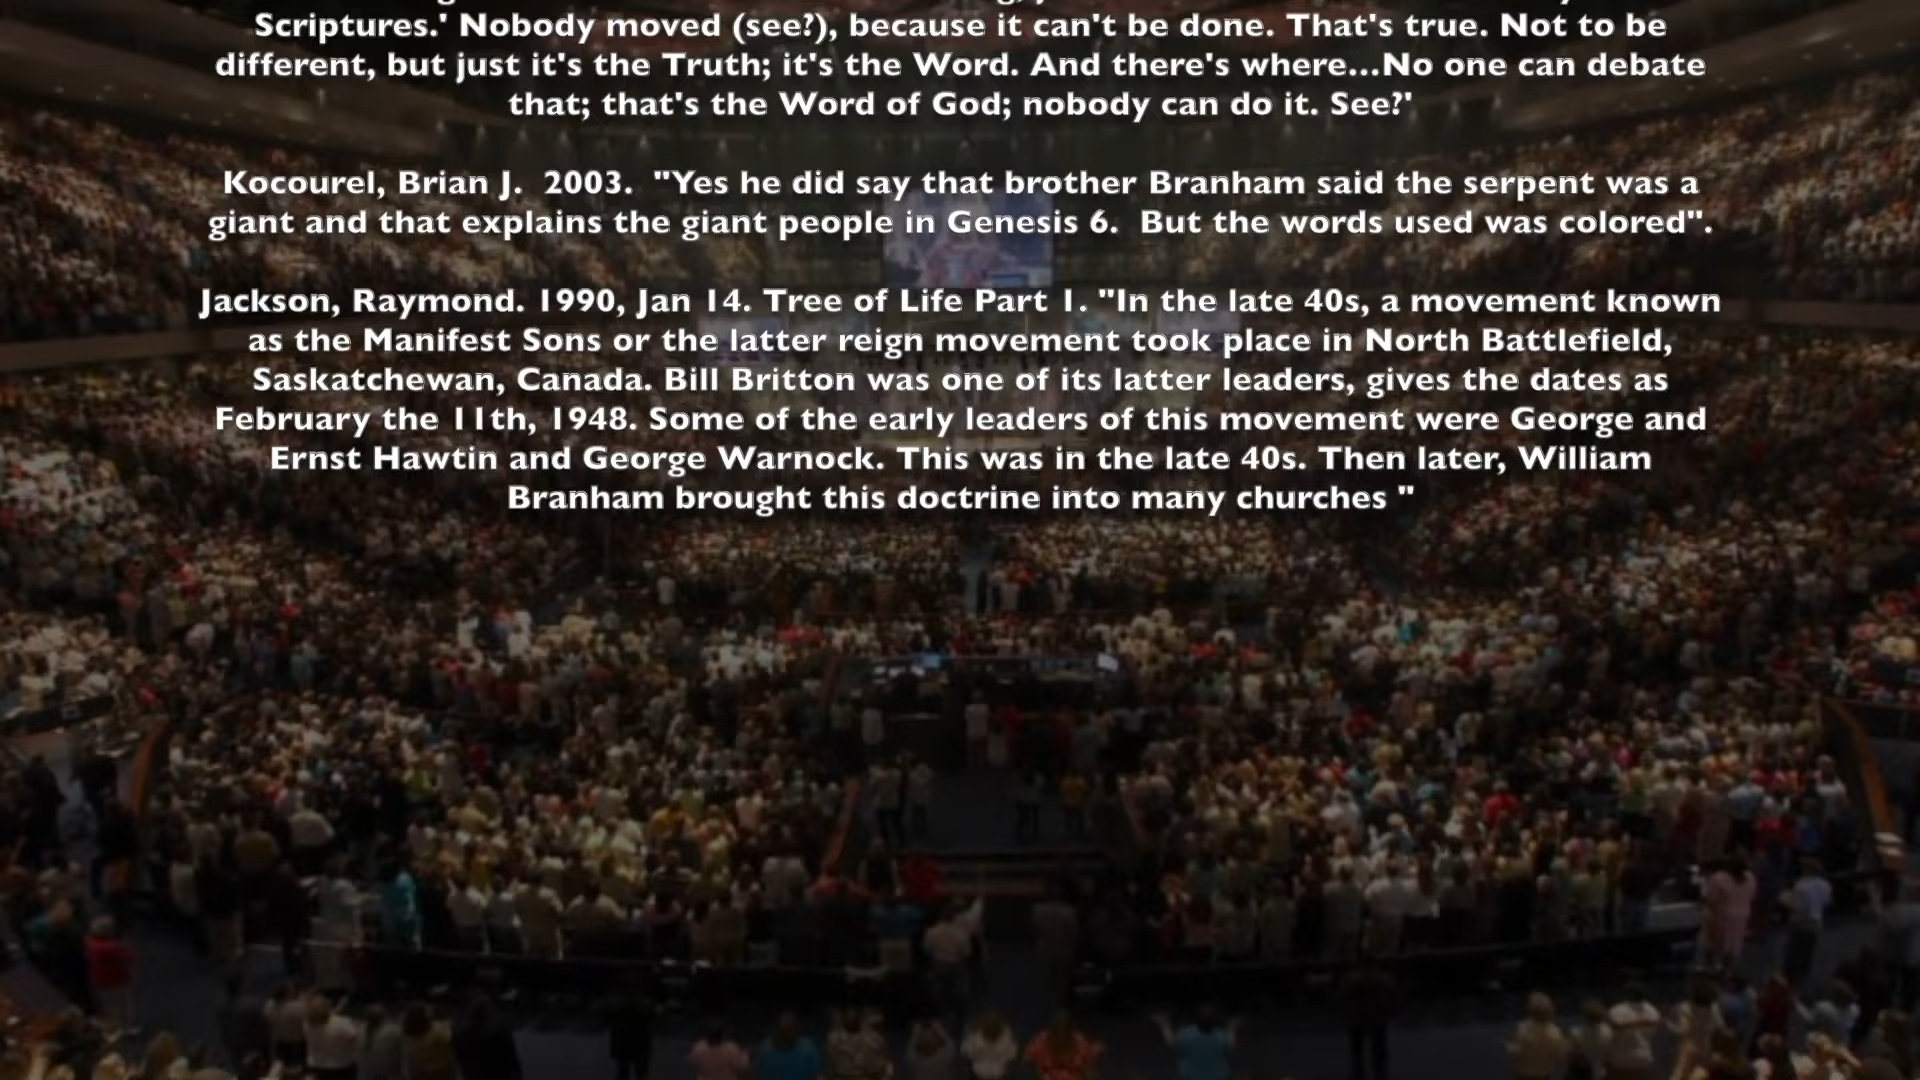 Scriptures.' Nobody moved (see?), because it can't be done. That's true. Not to be
different, but just it's the Truth; it's the Word. And there's where...No one can debate
that; that's the Word of God; nobody can do it. See?'
Kocourel, Brian J.  2003.  "Yes he did say that brother Branham said the serpent was a
giant and that explains the giant people in Genesis 6.  But the words used was colored".
Jackson, Raymond. 1990, Jan 14. Tree of Life Part 1. "In the late 40s, a movement known
as the Manifest Sons or the latter reign movement took place in North Battlefield,
Saskatchewan, Canada. Bill Britton was one of its latter leaders, gives the dates as
February the 11th, 1948. Some of the early leaders of this movement were George and
Ernst Hawtin and George Warnock. This was in the late 40s. Then later, William
Branham brought this doctrine into many churches "